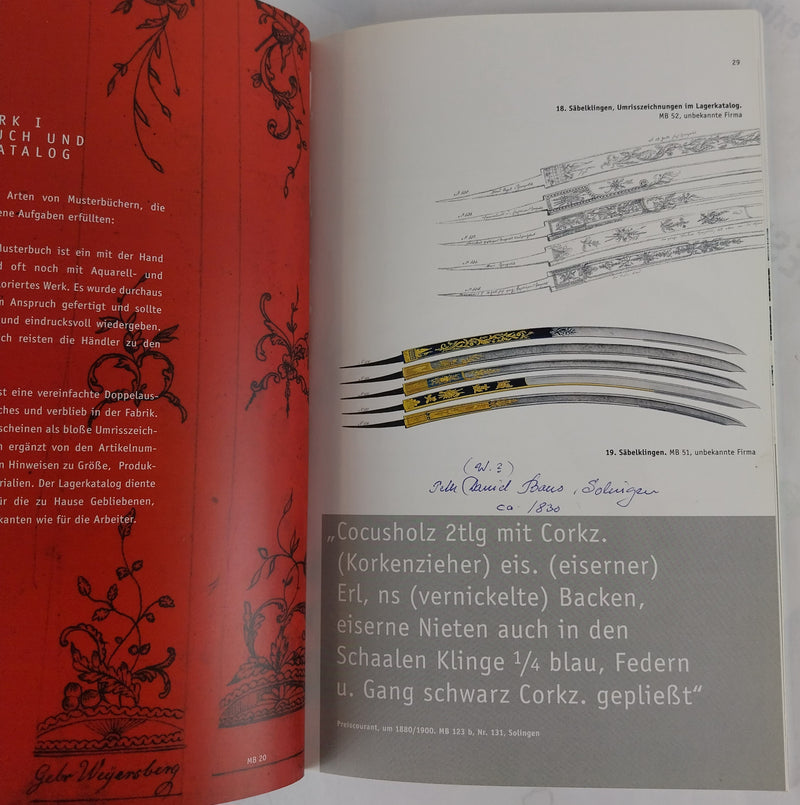 RK I
UCH UND
ATALOG
Arten von Musterbüchern, die
ene Aufgaben erfüllten:
usterbuch ist ein mit der Hand
d oft noch mit Aquarell- und
oloriertes Werk. Es wurde durchaus
n Anspruch gefertigt und sollte
und eindrucksvoll wiedergeben.
ch reisten die Händler zu den
st eine vereinfachte Doppelaus-
ches und verblieb in der Fabrik.
scheinen als bloße Umrisszeich-
n ergänzt von den Artikelnum-
n Hinweisen zu Größe, Produk-
rialien. Der Lagerkatalog diente
ür die zu Hause Gebliebenen,
kanten wie für die Arbeiter.
Gebr Weyersberg
MB 20
29
18. Säbelklingen, Umrisszeichnungen im Lagerkatalog.
MB 52, unbekannte Firma
19. Säbelklingen. MB 51, unbekannte Firma
(W. ?)
Daniel Solingen
ca 1830
„Cocusholz 2tlg mit Corkz.
(Korkenzieher) eis. (eiserner)
Erl, ns (vernickelte) Backen,
eiserne Nieten auch in den
Schaalen Klinge 1/4 blau, Federn
u. Gang schwarz Corkz. gepließt“
Preiscourant, um 1880/1900. MB 123 b, Nr. 131, Solingen